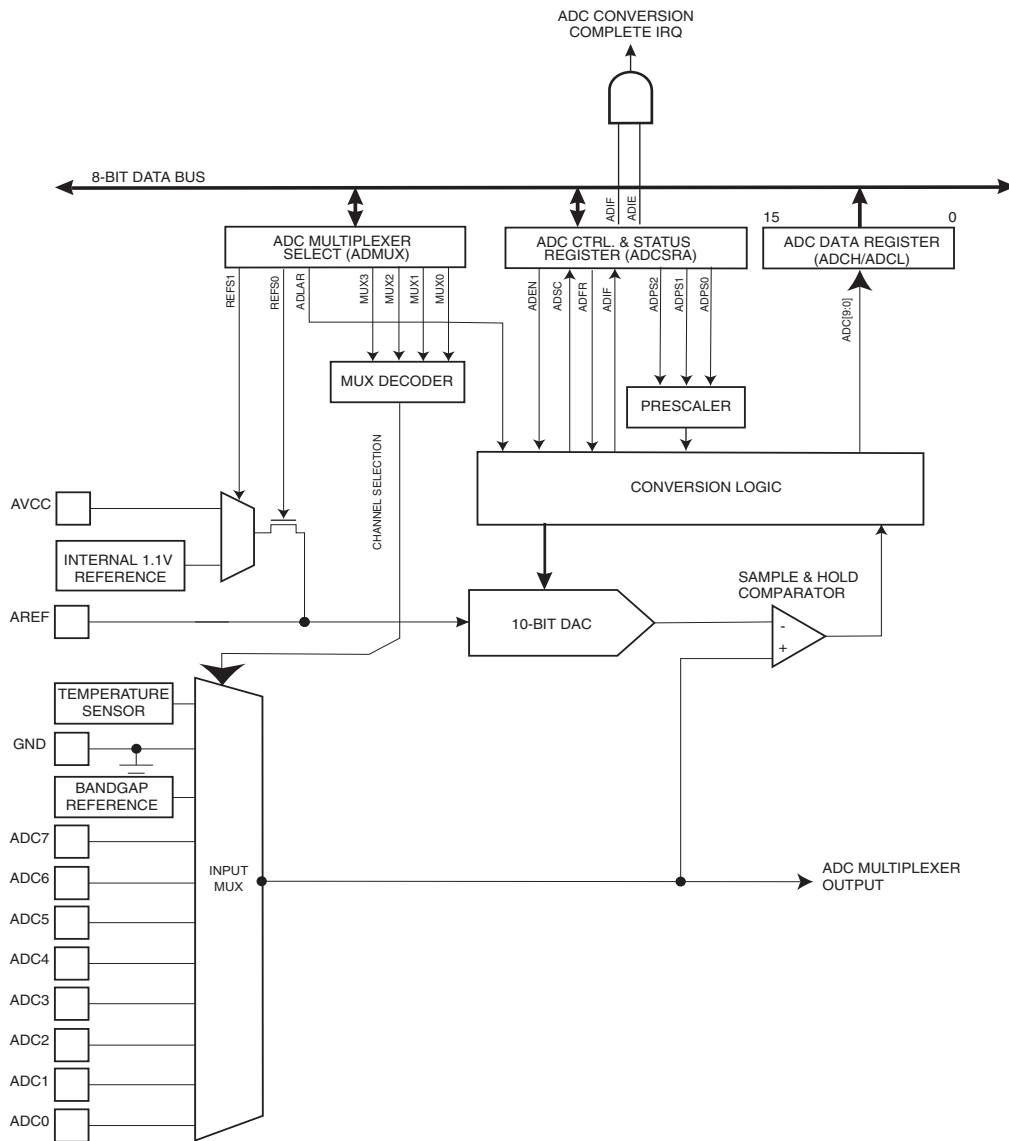 ADC CONVERSION
COMPLETE IRQ
8-BIT DATA BUS
ADIF
ADIE
15
0
ADC MULTIPLEXER
SELECT (ADMUX)
ADC CTRL. & STATUS
REGISTER (ADCSRA)
ADC DATA REGISTER
(ADCH/ADCL)
REFS1
REFS0
ADLAR
MUX3
MUX2
MUX1
MUX0
ADEN
ADSC
ADFR
ADIF
ADPS2
ADPS1
ADPS0
ADC[9:0]
MUX DECODER
PRESCALER
CHANNEL SELECTION
CONVERSION LOGIC
AVCC
INTERNAL 1.1V
REFERENCE
SAMPLE & HOLD
COMPARATOR
AREF
10-BIT DAC
-
+
TEMPERATURE
SENSOR
GND
BANDGAP
REFERENCE
ADC7
ADC6
ADC5
ADC4
ADC3
ADC2
ADC1
ADC0
INPUT
MUX
ADC MULTIPLEXER
OUTPUT